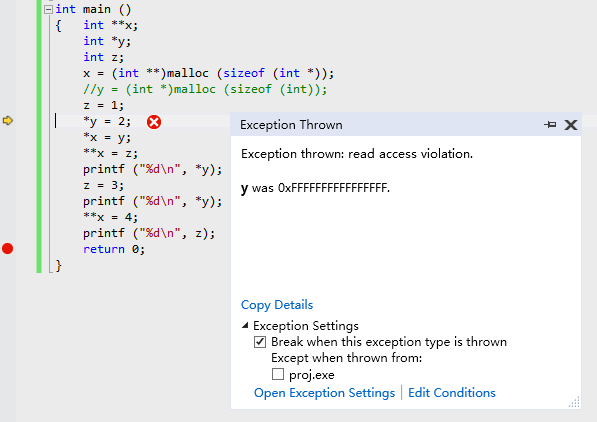 int main ()
{   int **x;
    int *y;
    int z;
    x = (int **)malloc (sizeof (int *));
    //y = (int *)malloc (sizeof (int));
    z = 1;
    *y = 2;
    *x = y;
    **x = z;
    printf ("%d\n", *y);
    z = 3;
    printf ("%d\n", *y);
    **x = 4;
    printf ("%d\n", z);
    return 0;
}
Exception Thrown
Exception thrown: read access violation.
y was 0xFFFFFFFFFFFFFFFF.
Copy Details
Exception Settings
Break when this exception type is thrown
Except when thrown from:
proj.exe
Open Exception Settings | Edit Conditions